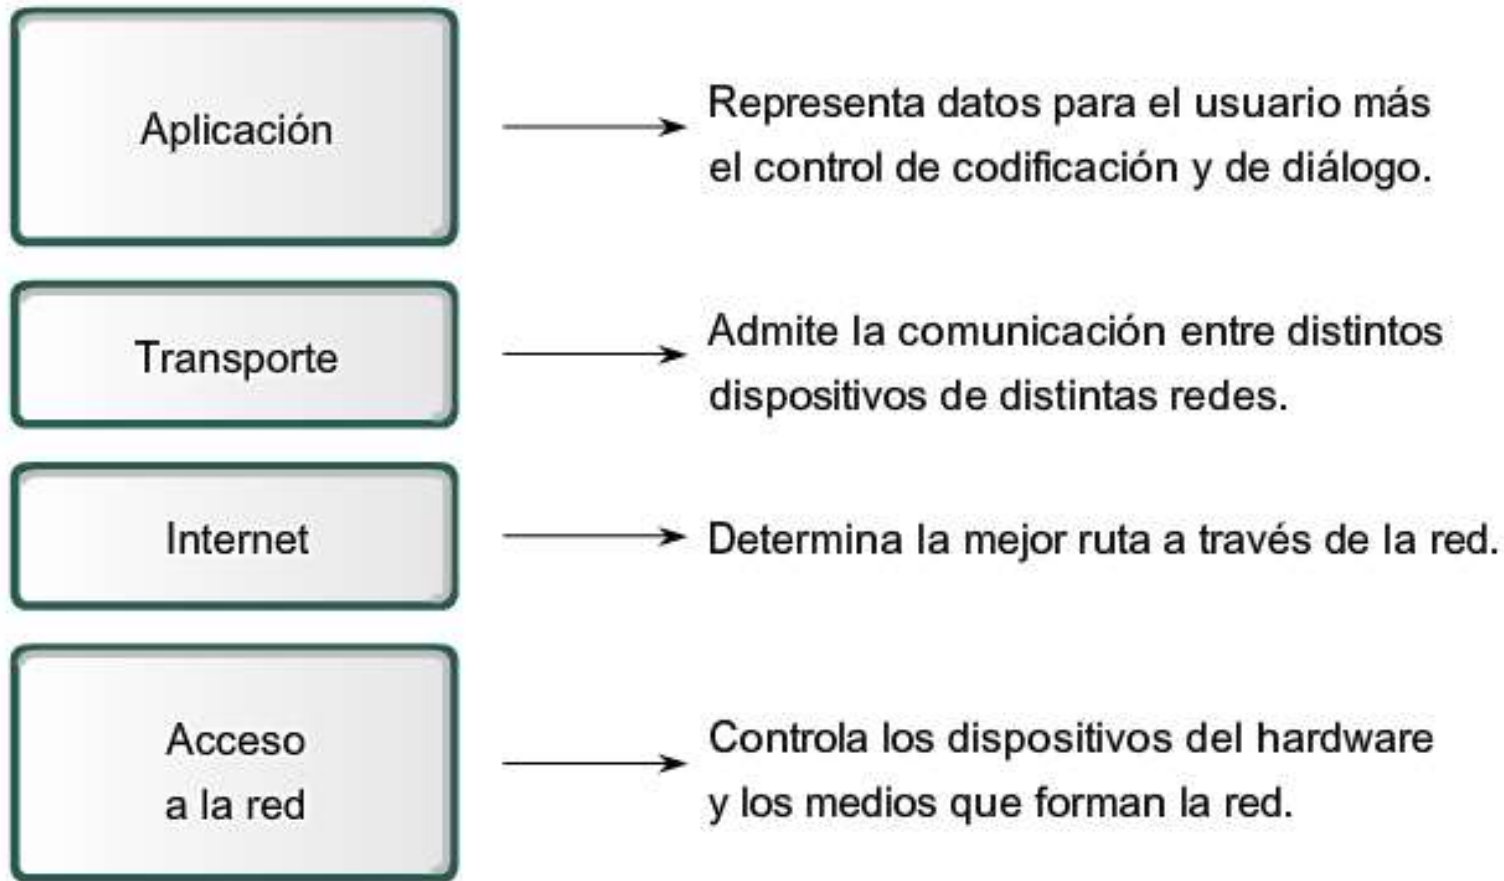 Aplicación
Representa datos para el usuario más
el control de codificación y de diálogo.
Transporte
Admite la comunicación entre distintos
dispositivos de distintas redes.
Internet
Determina la mejor ruta a través de la red.
Acceso
a la red
Controla los dispositivos del hardware
y los medios que forman la red.